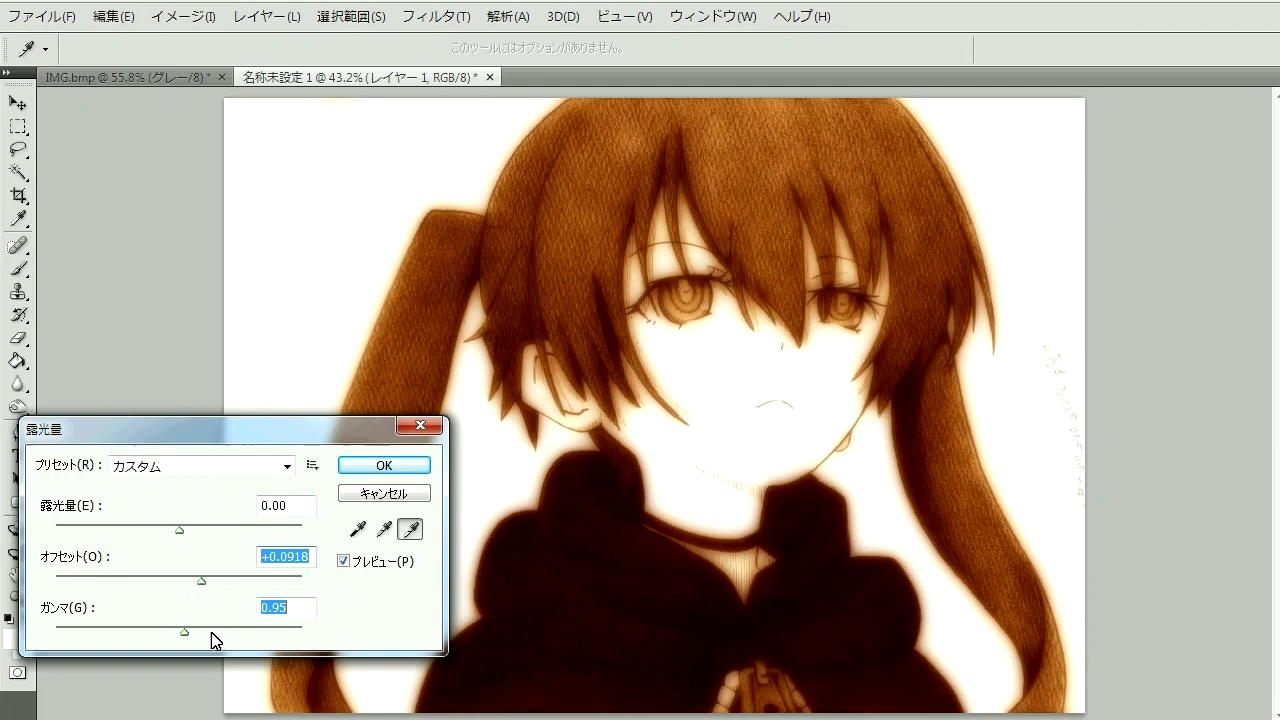 ファイル(F) 編集(E) イメージ(I) レイヤー(L) 選択範囲(S) フィルタ(T) 解析(A) 3D(D) ビュー(V) ウィンドウ(W) ヘルプ(H)
このツールにはオプションがありません。
IMG.bmp @ 55.8% (グレー/8) * × 名称未設定 1 @ 43.2% (レイヤー 1, RGB/8) * ×
露光量
プリセット(R) : カスタム
OK
キャンセル
露光量(E) : 0.00
オフセット(O) : +0.0918
プレビュー(P)
ガンマ(G) : 0.95